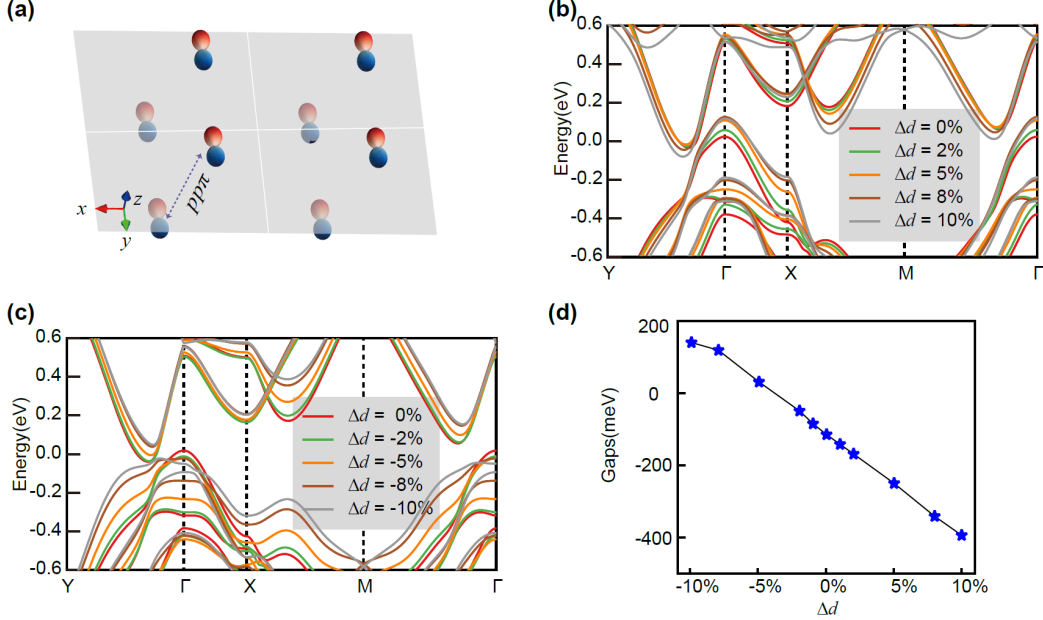 (a)
ppπ
x
z
y
(b)
Energy(eV)
0.6
0.4
0.2
0.0
-0.2
-0.4
-0.6
Δd = 0%
Δd = 2%
Δd = 5%
Δd = 8%
Δd = 10%
Y Γ X M Γ
(c)
Energy(eV)
0.6
0.4
0.2
0.0
-0.2
-0.4
-0.6
Δd = 0%
Δd = -2%
Δd = -5%
Δd = -8%
Δd = -10%
Y Γ X M Γ
(d)
Gaps(meV)
200
0
-200
-400
-10% -5% 0% 5% 10%
Δd